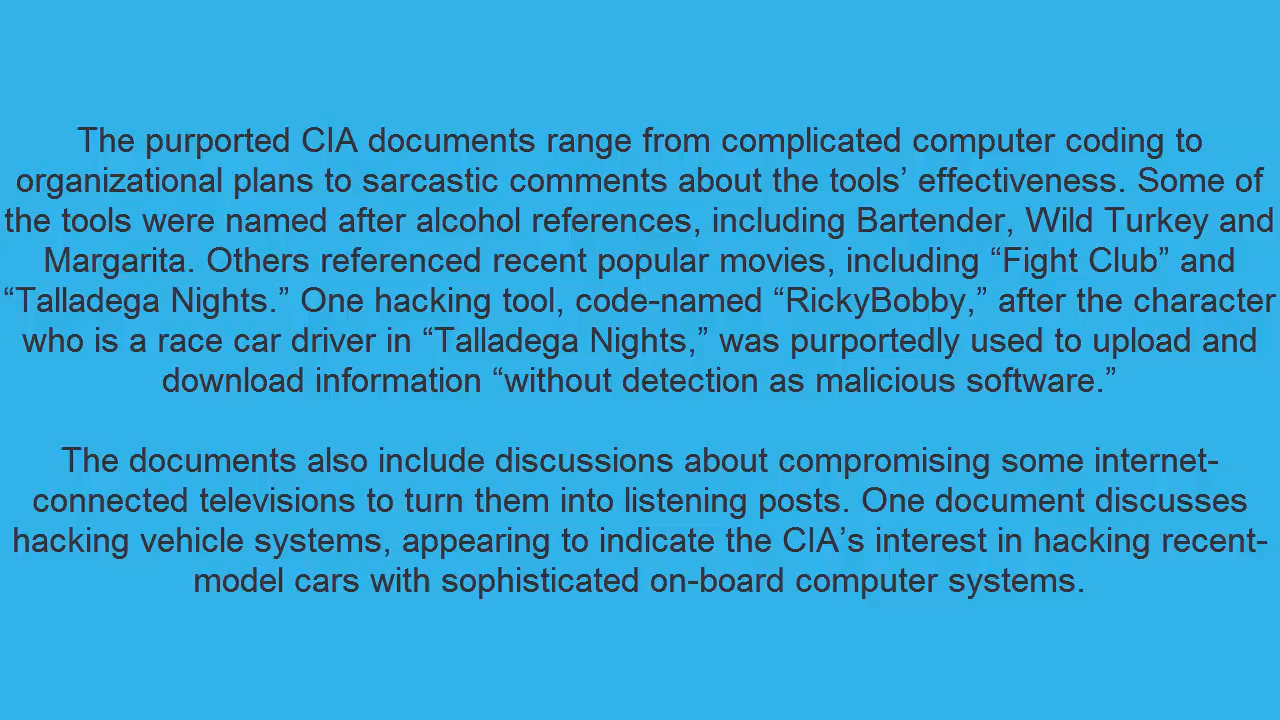 The purported CIA documents range from complicated computer coding to
organizational plans to sarcastic comments about the tools’ effectiveness. Some of
the tools were named after alcohol references, including Bartender, Wild Turkey and
Margarita. Others referenced recent popular movies, including “Fight Club” and
“Talladega Nights.” One hacking tool, code-named “RickyBobby,” after the character
who is a race car driver in “Talladega Nights,” was purportedly used to upload and
download information “without detection as malicious software.”
The documents also include discussions about compromising some internet-
connected televisions to turn them into listening posts. One document discusses
hacking vehicle systems, appearing to indicate the CIA’s interest in hacking recent-
model cars with sophisticated on-board computer systems.